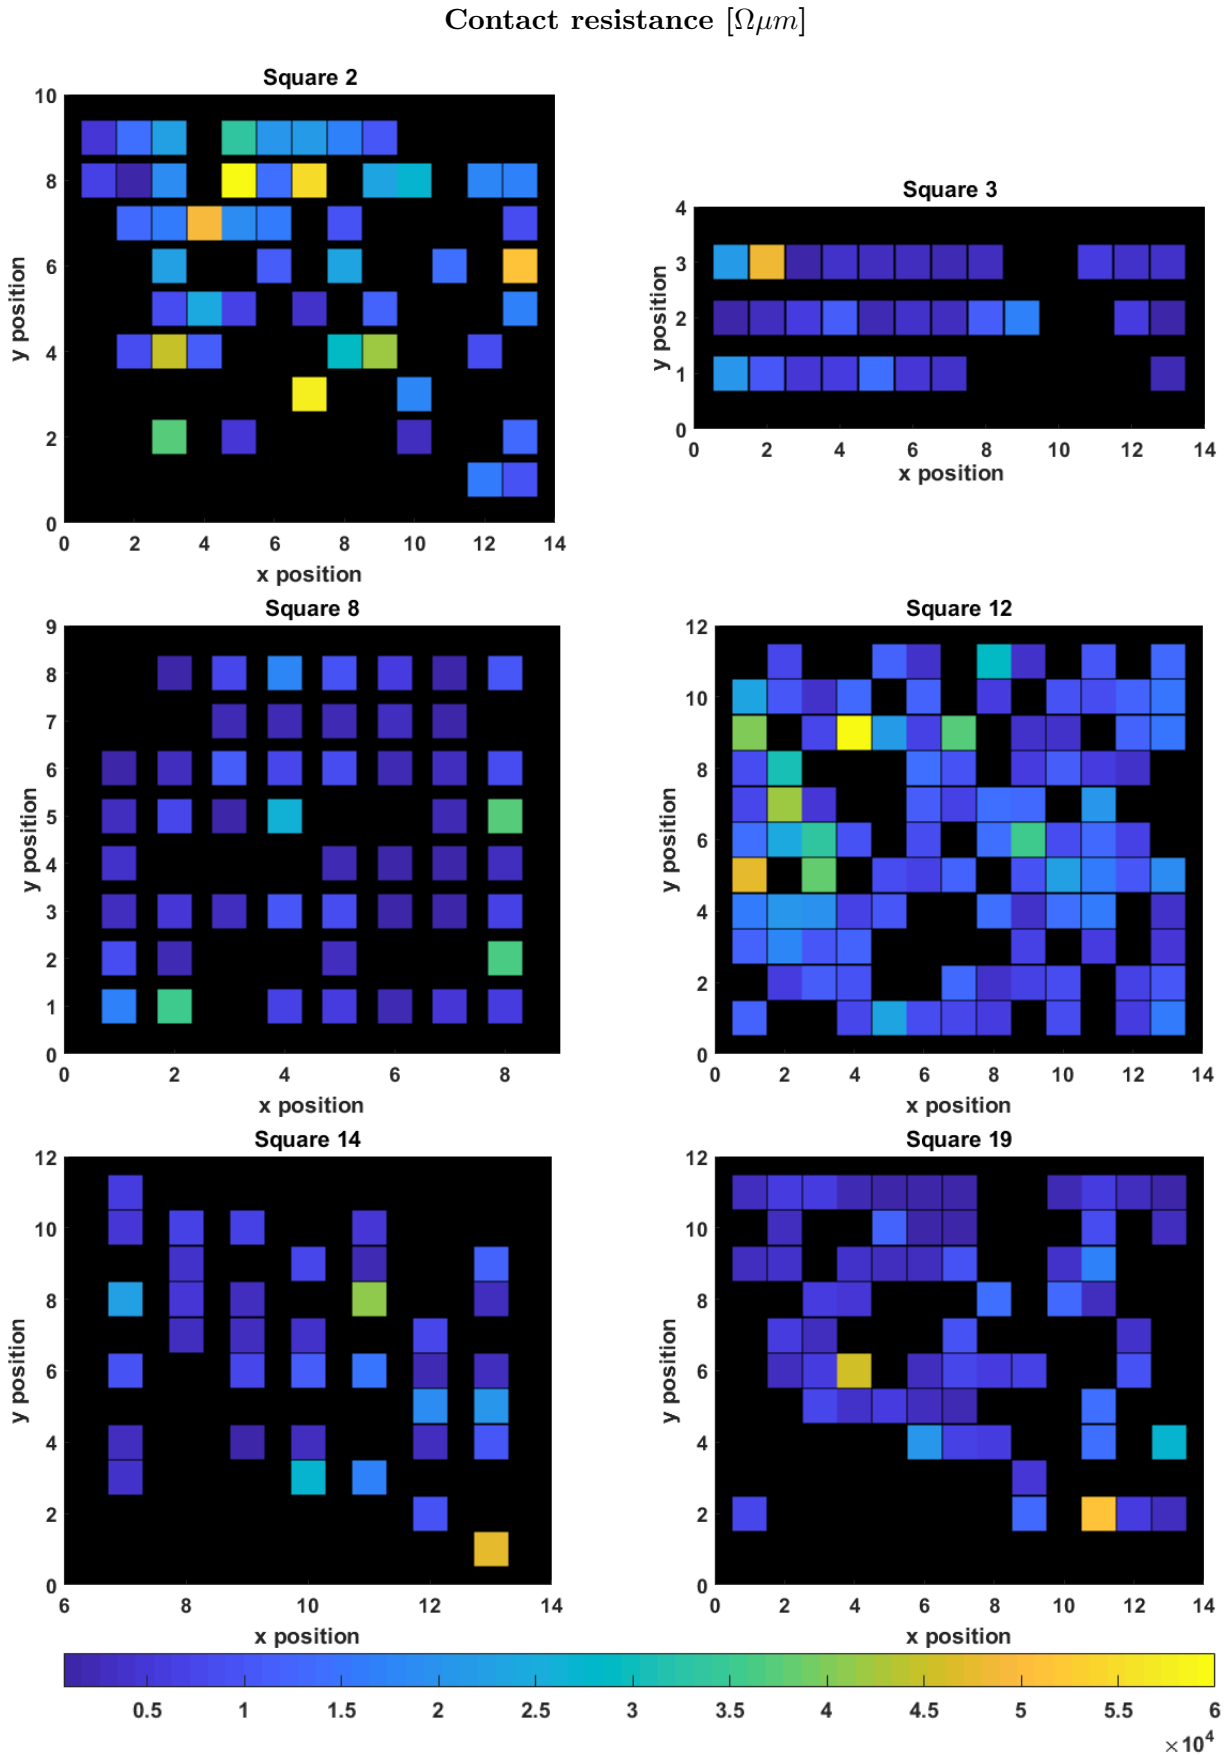 Contact resistance [Ωμm]
Square 2
10
8
6
4
2
0
y position
0 2 4 6 8 10 12 14
x position
Square 3
4
3
2
1
0
y position
0 2 4 6 8 10 12 14
x position
Square 8
9
8
7
6
5
4
3
2
1
0
y position
0 2 4 6 8
x position
Square 12
12
10
8
6
4
2
0
y position
0 2 4 6 8 10 12 14
x position
Square 14
12
10
8
6
4
2
0
y position
6 8 10 12 14
x position
Square 19
12
10
8
6
4
2
0
y position
0 2 4 6 8 10 12 14
x position
0.5 1 1.5 2 2.5 3 3.5 4 4.5 5 5.5 6
×10⁴